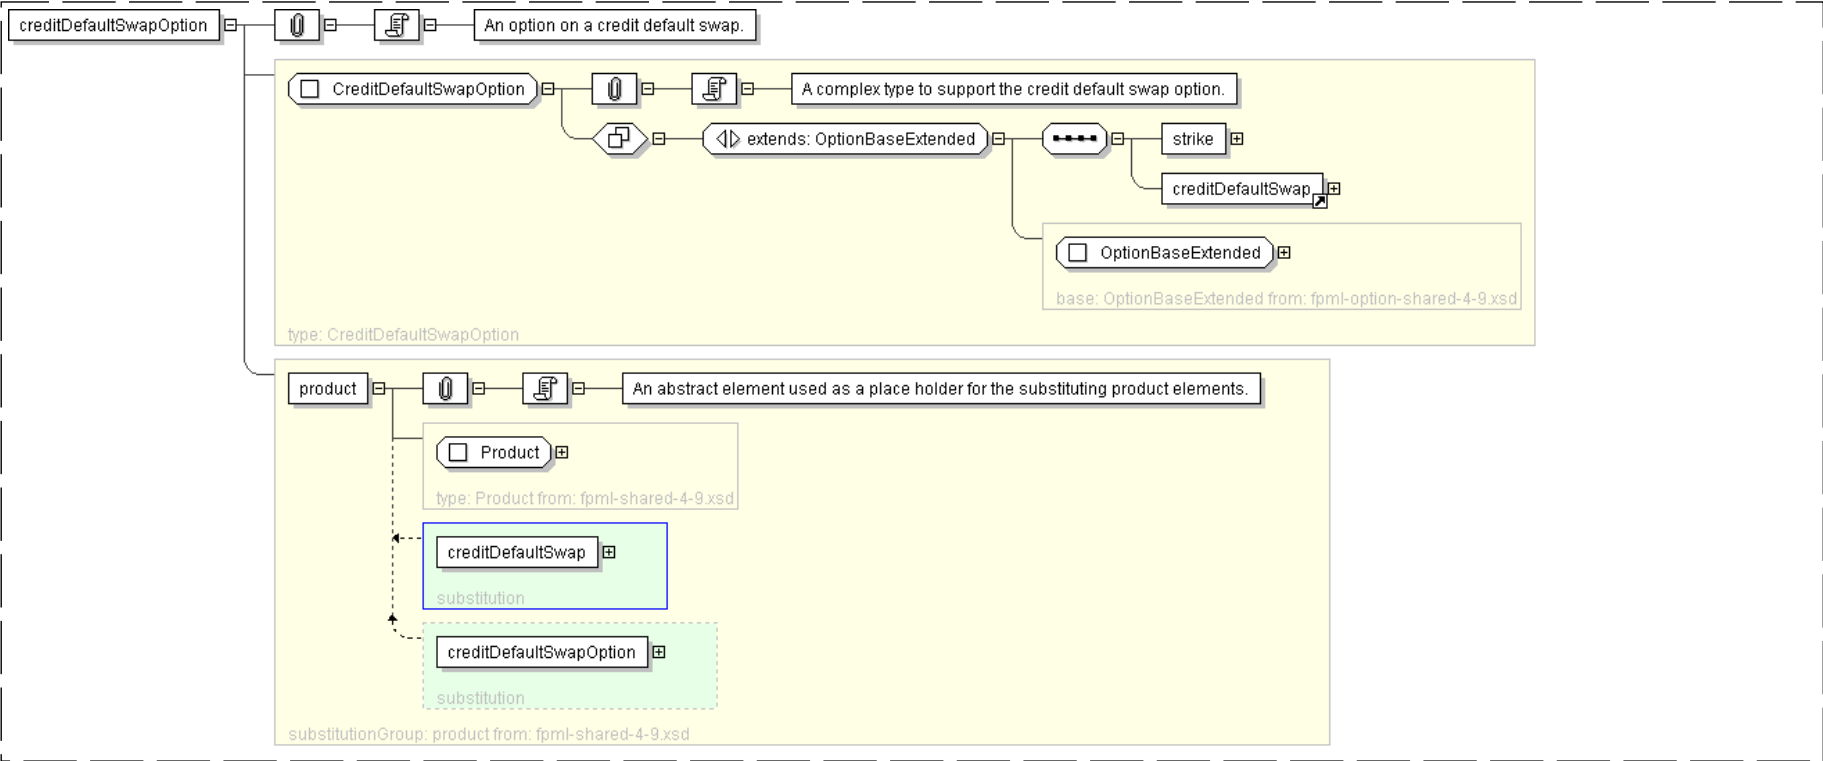 creditDefaultSwapOption
An option on a credit default swap.
CreditDefaultSwapOption
A complex type to support the credit default swap option.
extends: OptionBaseExtended
strike
creditDefaultSwap
OptionBaseExtended
base: OptionBaseExtended from: fpml-option-shared-4-9.xsd
type: CreditDefaultSwapOption
product
An abstract element used as a place holder for the substituting product elements.
Product
type: Product from: fpml-shared-4-9.xsd
creditDefaultSwap
substitution
creditDefaultSwapOption
substitution
substitutionGroup: product from: fpml-shared-4-9.xsd